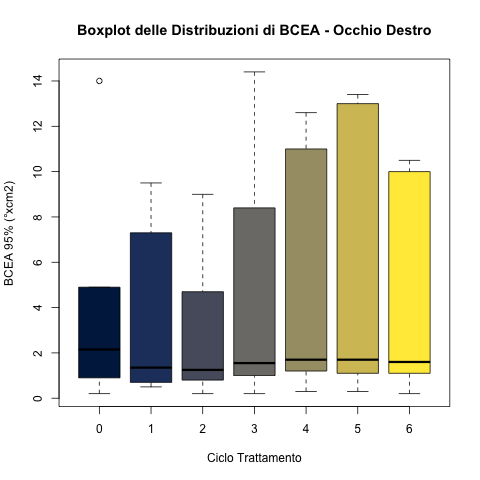 Boxplot delle Distribuzioni di BCEA - Occhio Destro
BCEA 95% (°xcm2)
14
12
10
8
6
4
2
0
0 1 2 3 4 5 6
Ciclo Trattamento